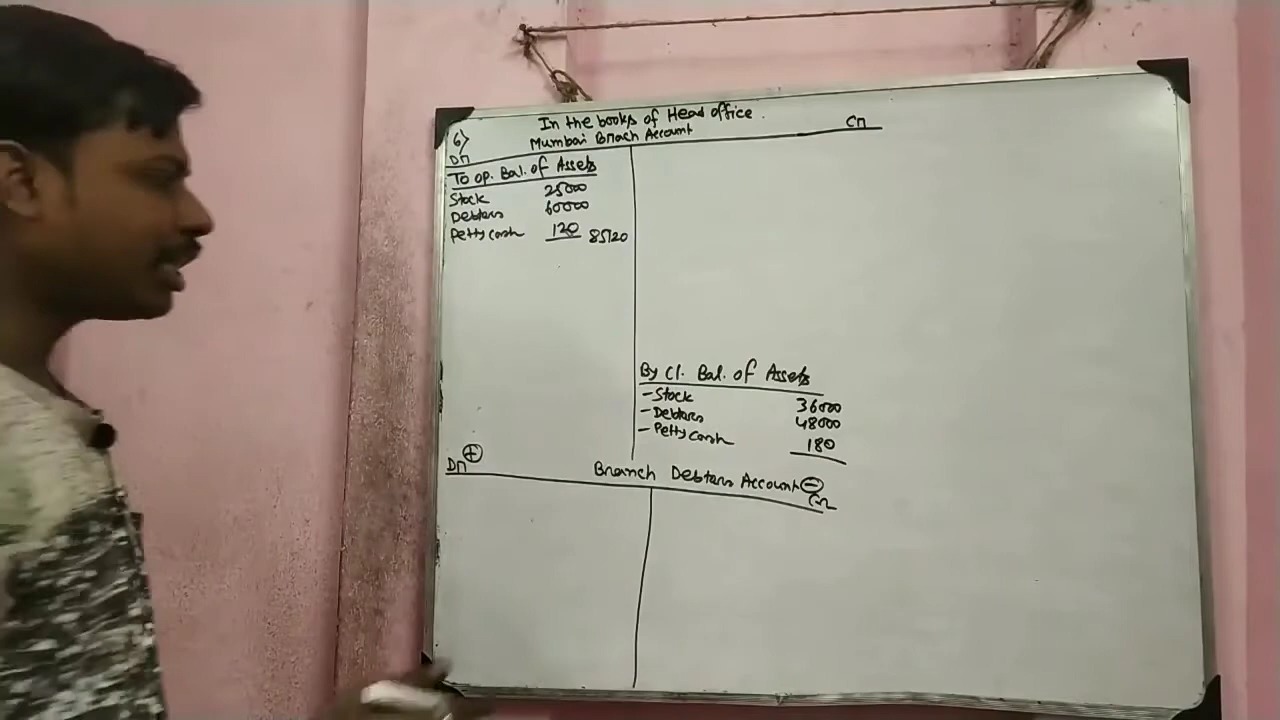 In the books of Head office.
6) Mumbai Brach Account
Dr Cr
To op. Bal. of Assets
Stock 25000
Debtors 60000
Petty cash 120 85120
By Cl. Bal. of Assets
- Stock 36000
- Debtors 48000
- Petty cash 180
Dr + Branch Debtors Account - Cr